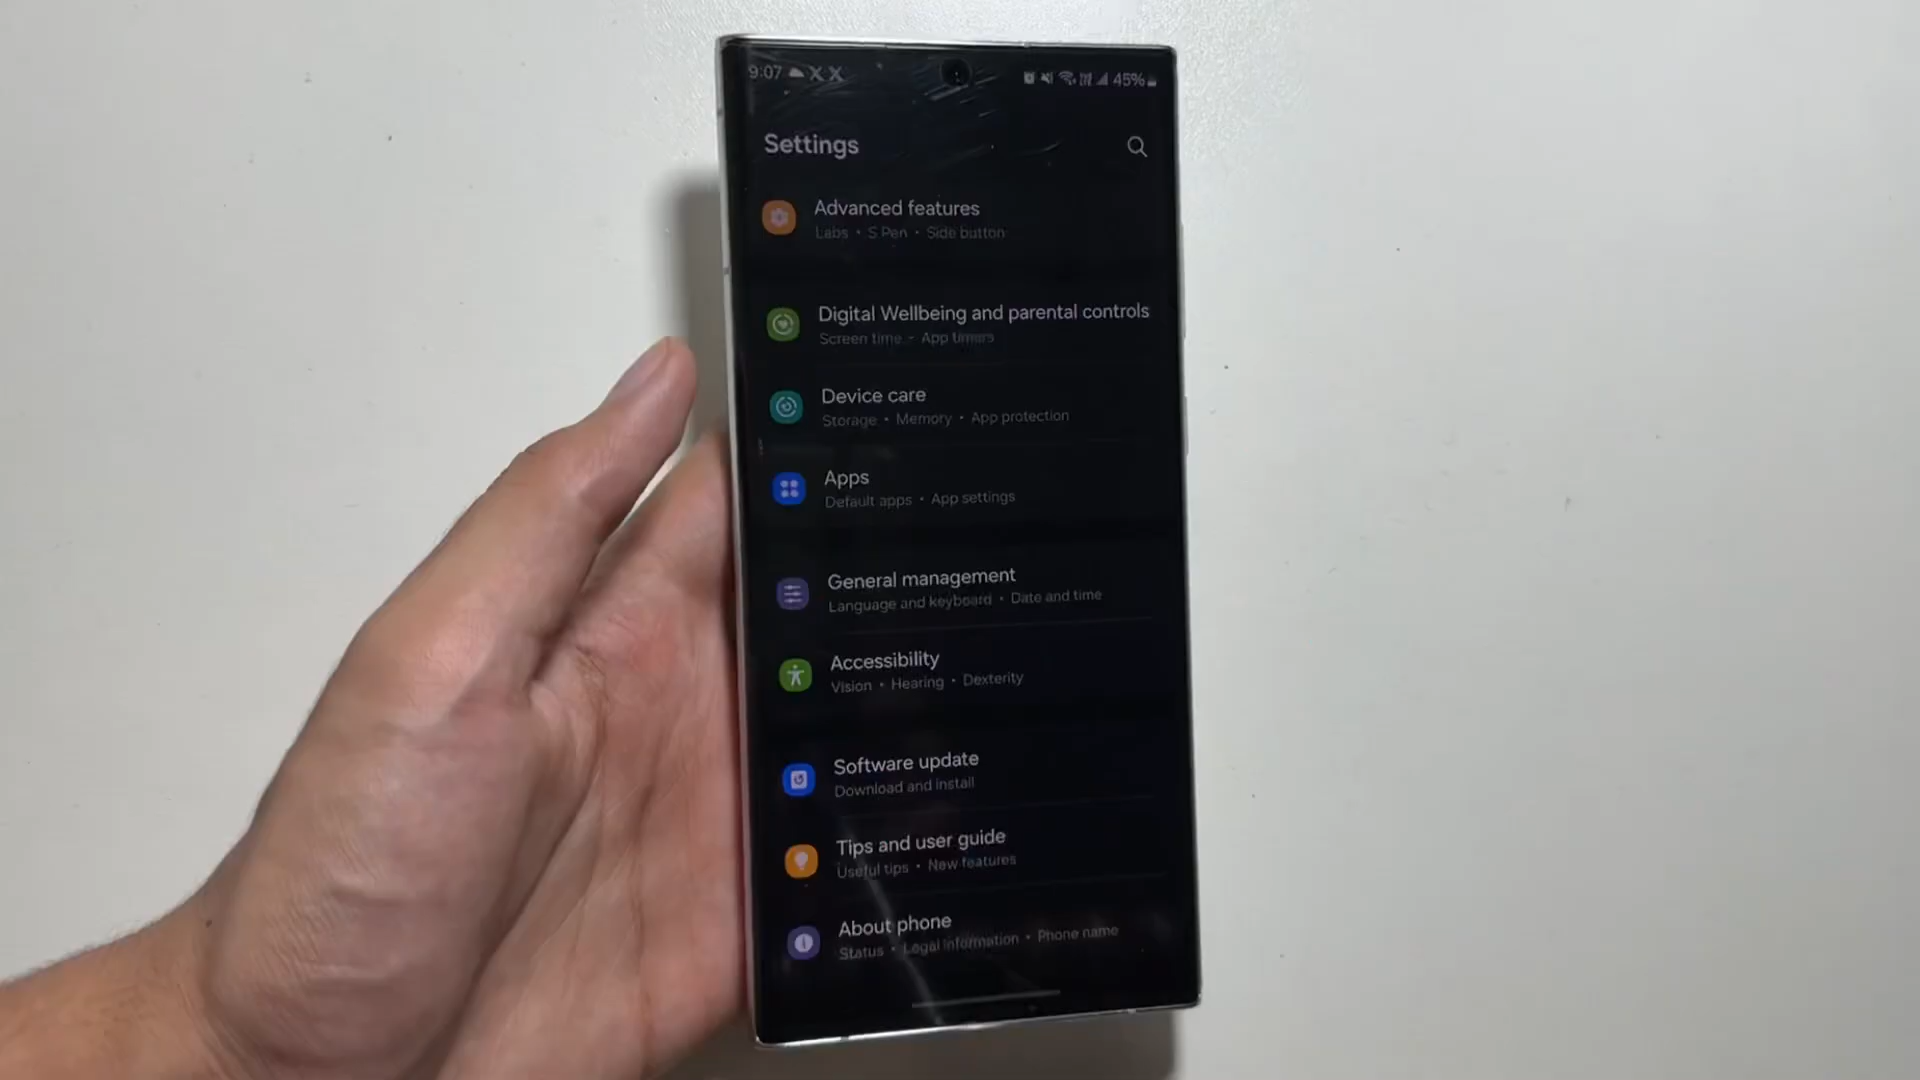 9:07 45%
Settings
Advanced features
Labs • S Pen • Side button
Digital Wellbeing and parental controls
Screen time • App timers
Device care
Storage • Memory • App protection
Apps
Default apps • App settings
General management
Language and keyboard • Date and time
Accessibility
Vision • Hearing • Dexterity
Software update
Download and install
Tips and user guide
Useful tips • New features
About phone
Status • Legal information • Phone name